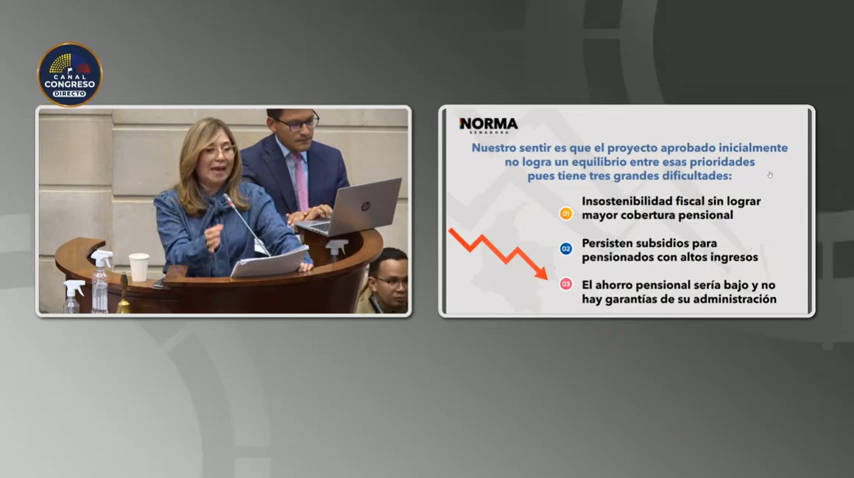 CANAL
CONGRESO
DIRECTO
NORMA
SENADORA
Nuestro sentir es que el proyecto aprobado inicialmente
no logra un equilibrio entre esas prioridades
pues tiene tres grandes dificultades:
01
Insostenibilidad fiscal sin lograr
mayor cobertura pensional
02
Persisten subsidios para
pensionados con altos ingresos
03
El ahorro pensional sería bajo y no
hay garantías de su administración
hp